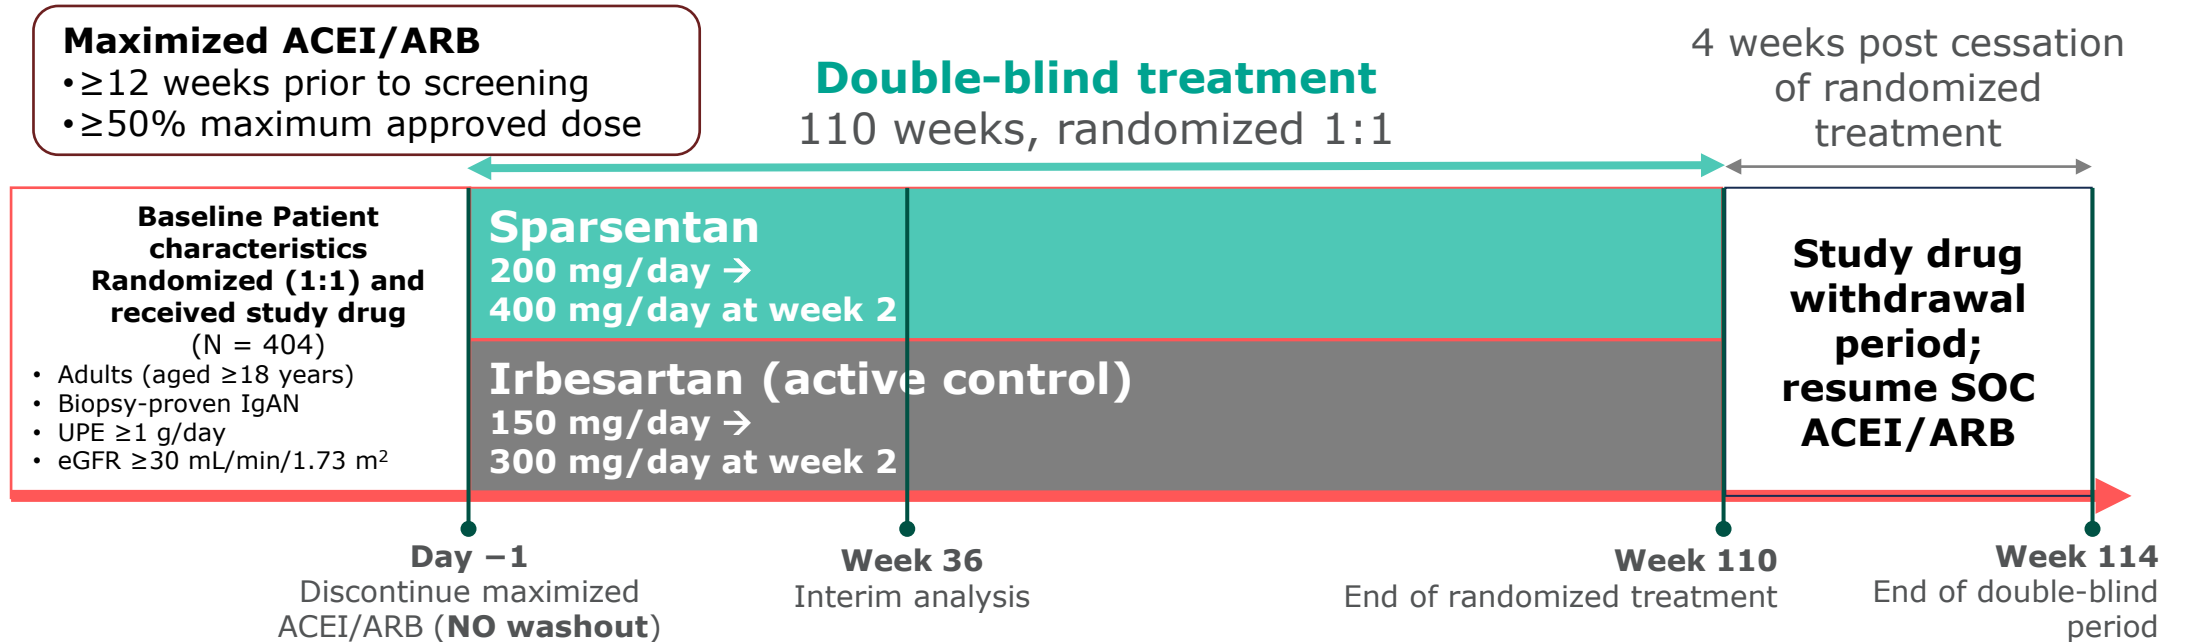 Maximized ACEI/ARB
•≥12 weeks prior to screening
•≥50% maximum approved dose
Double-blind treatment
110 weeks, randomized 1:1
4 weeks post cessation
of randomized
treatment
Baseline Patient
characteristics
Randomized (1:1) and
received study drug
(N = 404)
• Adults (aged ≥18 years)
• Biopsy-proven IgAN
• UPE ≥1 g/day
• eGFR ≥30 mL/min/1.73 m²
Sparsentan
200 mg/day →
400 mg/day at week 2
Irbesartan (active control)
150 mg/day →
300 mg/day at week 2
Study drug
withdrawal
period;
resume SOC
ACEI/ARB
Day −1
Discontinue maximized
ACEI/ARB (NO washout)
Week 36
Interim analysis
Week 110
End of randomized treatment
Week 114
End of double-blind
period